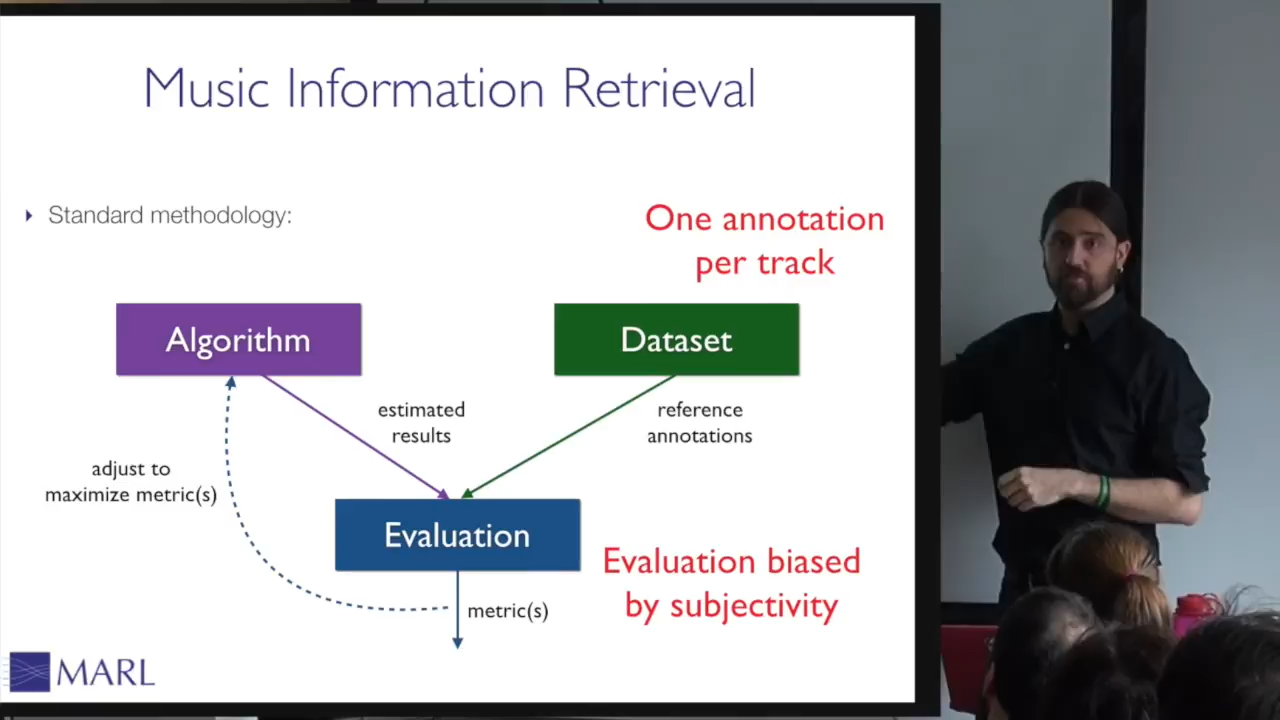 Music Information Retrieval
Standard methodology:
One annotation
per track
Algorithm
Dataset
estimated
results
reference
annotations
adjust to
maximize metric(s)
Evaluation
Evaluation biased
by subjectivity
metric(s)
MARL